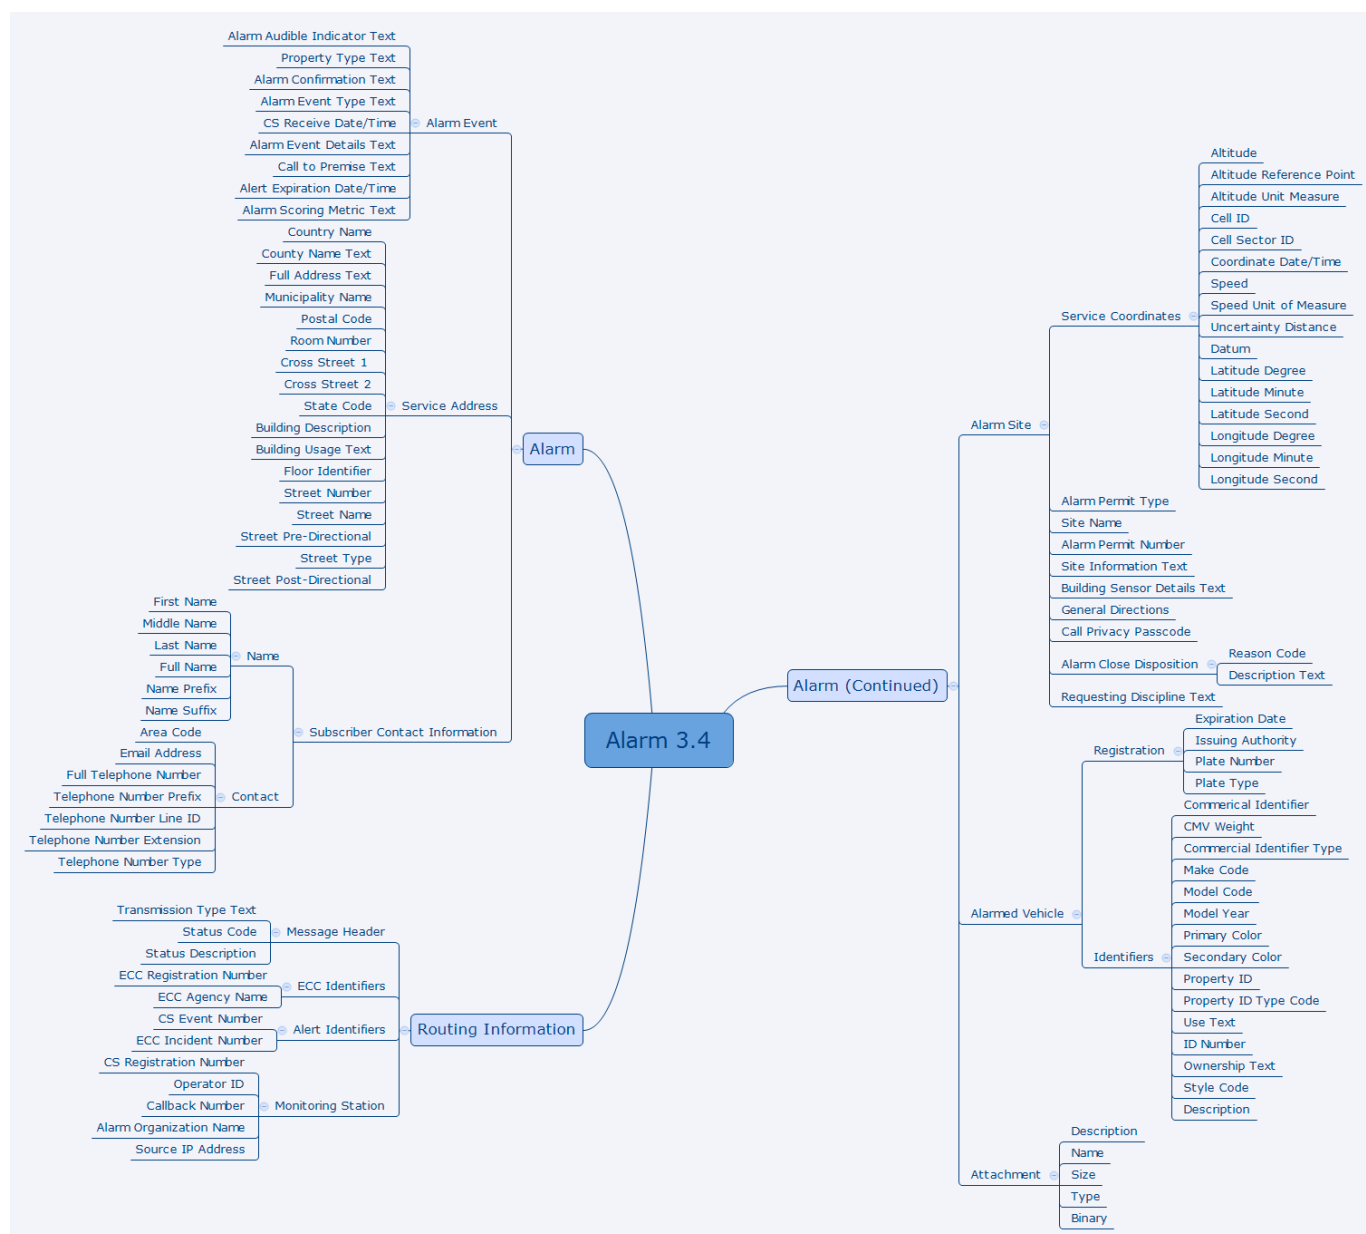 Alarm 3.4
Alarm
Alarm Event
Alarm Audible Indicator Text
Property Type Text
Alarm Confirmation Text
Alarm Event Type Text
CS Receive Date/Time
Alarm Event Details Text
Call to Premise Text
Alert Expiration Date/Time
Alarm Scoring Metric Text
Service Address
Country Name
County Name Text
Full Address Text
Municipality Name
Postal Code
Room Number
Cross Street 1
Cross Street 2
State Code
Building Description
Building Usage Text
Floor Identifier
Street Number
Street Name
Street Pre-Directional
Street Type
Street Post-Directional
Subscriber Contact Information
Name
First Name
Middle Name
Last Name
Full Name
Name Prefix
Name Suffix
Contact
Area Code
Email Address
Full Telephone Number
Telephone Number Prefix
Telephone Number Line ID
Telephone Number Extension
Telephone Number Type
Routing Information
Message Header
Transmission Type Text
Status Code
Status Description
ECC Identifiers
ECC Registration Number
ECC Agency Name
Alert Identifiers
CS Event Number
ECC Incident Number
Monitoring Station
CS Registration Number
Operator ID
Callback Number
Alarm Organization Name
Source IP Address
Alarm (Continued)
Alarm Site
Service Coordinates
Altitude
Altitude Reference Point
Altitude Unit Measure
Cell ID
Cell Sector ID
Coordinate Date/Time
Speed
Speed Unit of Measure
Uncertainty Distance
Datum
Latitude Degree
Latitude Minute
Latitude Second
Longitude Degree
Longitude Minute
Longitude Second
Alarm Permit Type
Site Name
Alarm Permit Number
Site Information Text
Building Sensor Details Text
General Directions
Call Privacy Passcode
Alarm Close Disposition
Reason Code
Description Text
Requesting Discipline Text
Alarmed Vehicle
Registration
Expiration Date
Issuing Authority
Plate Number
Plate Type
Identifiers
Commerical Identifier
CMV Weight
Commercial Identifier Type
Make Code
Model Code
Model Year
Primary Color
Secondary Color
Property ID
Property ID Type Code
Use Text
ID Number
Ownership Text
Style Code
Description
Attachment
Description
Name
Size
Type
Binary